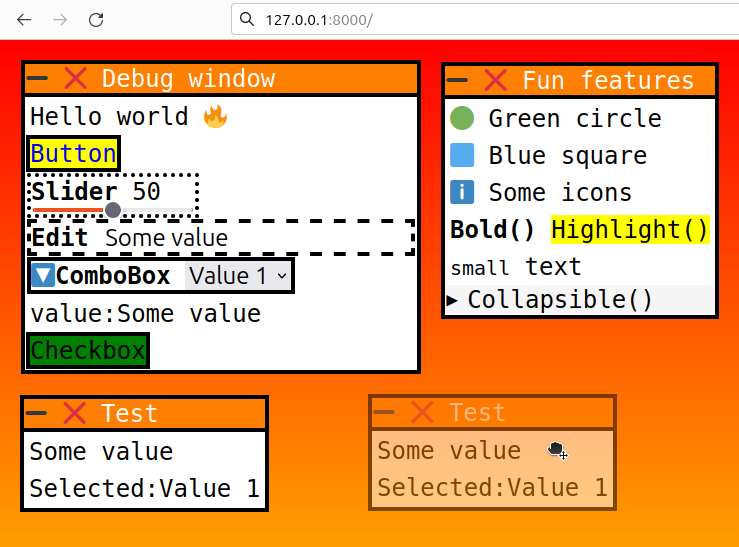 127.0.0.1:8000/
Debug window
Hello world 🔥
Button
Slider 50
Edit Some value
🔽ComboBox Value 1
value:Some value
Checkbox
Fun features
🟢 Green circle
🟦 Blue square
ℹ️ Some icons
Bold() Highlight()
small text
▶ Collapsible()
Test
Some value
Selected:Value 1
Test
Some value
Selected:Value 1